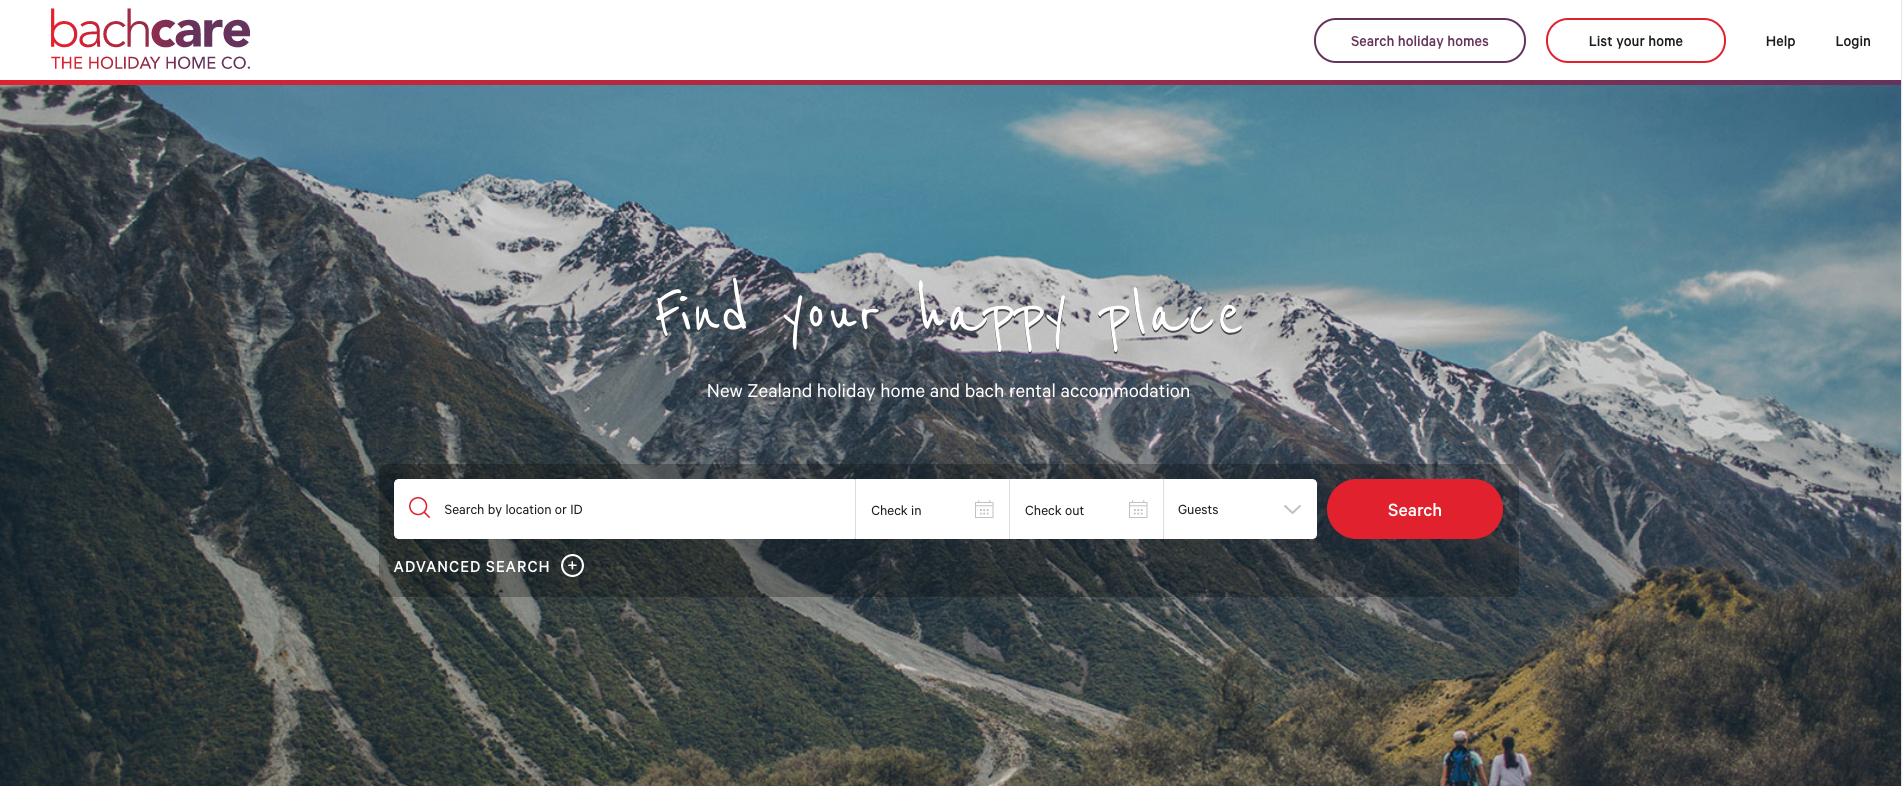 bachcare
THE HOLIDAY HOME CO.
Search holiday homes
List your home
Help
Login
Find your happy place
New Zealand holiday home and bach rental accommodation
Search by location or ID
Check in
Check out
Guests
Search
ADVANCED SEARCH